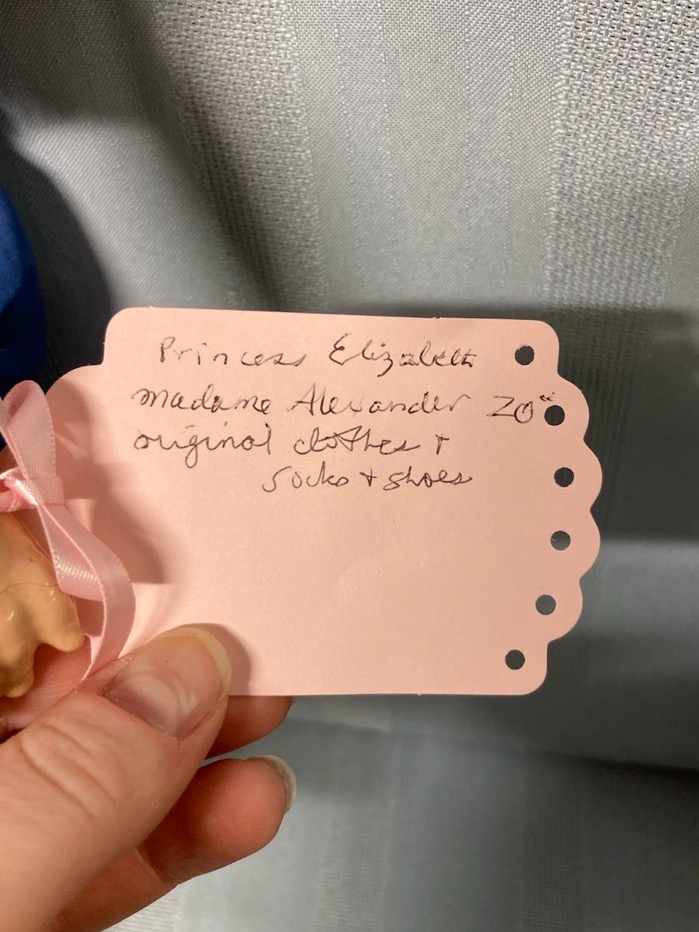 Princess Elizabeth
Madame Alexander 20"
original clothes +
socks + shoes